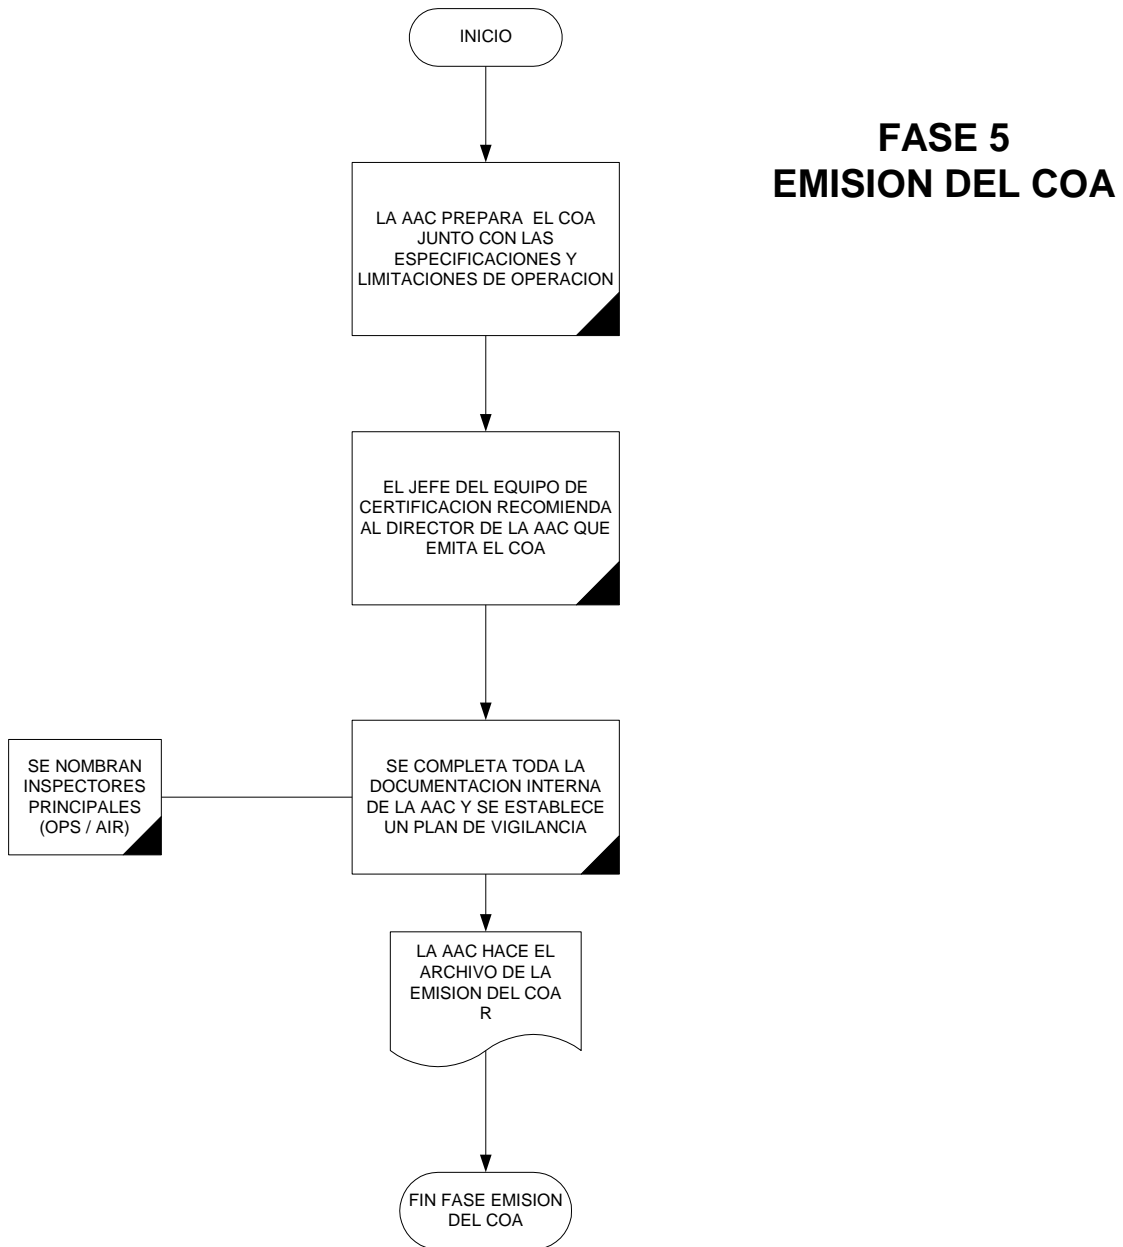 INICIO
FASE 5
EMISION DEL COA
LA AAC PREPARA EL COA
JUNTO CON LAS
ESPECIFICACIONES Y
LIMITACIONES DE OPERACION
EL JEFE DEL EQUIPO DE
CERTIFICACION RECOMIENDA
AL DIRECTOR DE LA AAC QUE
EMITA EL COA
SE NOMBRAN
INSPECTORES
PRINCIPALES
(OPS / AIR)
SE COMPLETA TODA LA
DOCUMENTACION INTERNA
DE LA AAC Y SE ESTABLECE
UN PLAN DE VIGILANCIA
LA AAC HACE EL
ARCHIVO DE LA
EMISION DEL COA
R
FIN FASE EMISION
DEL COA